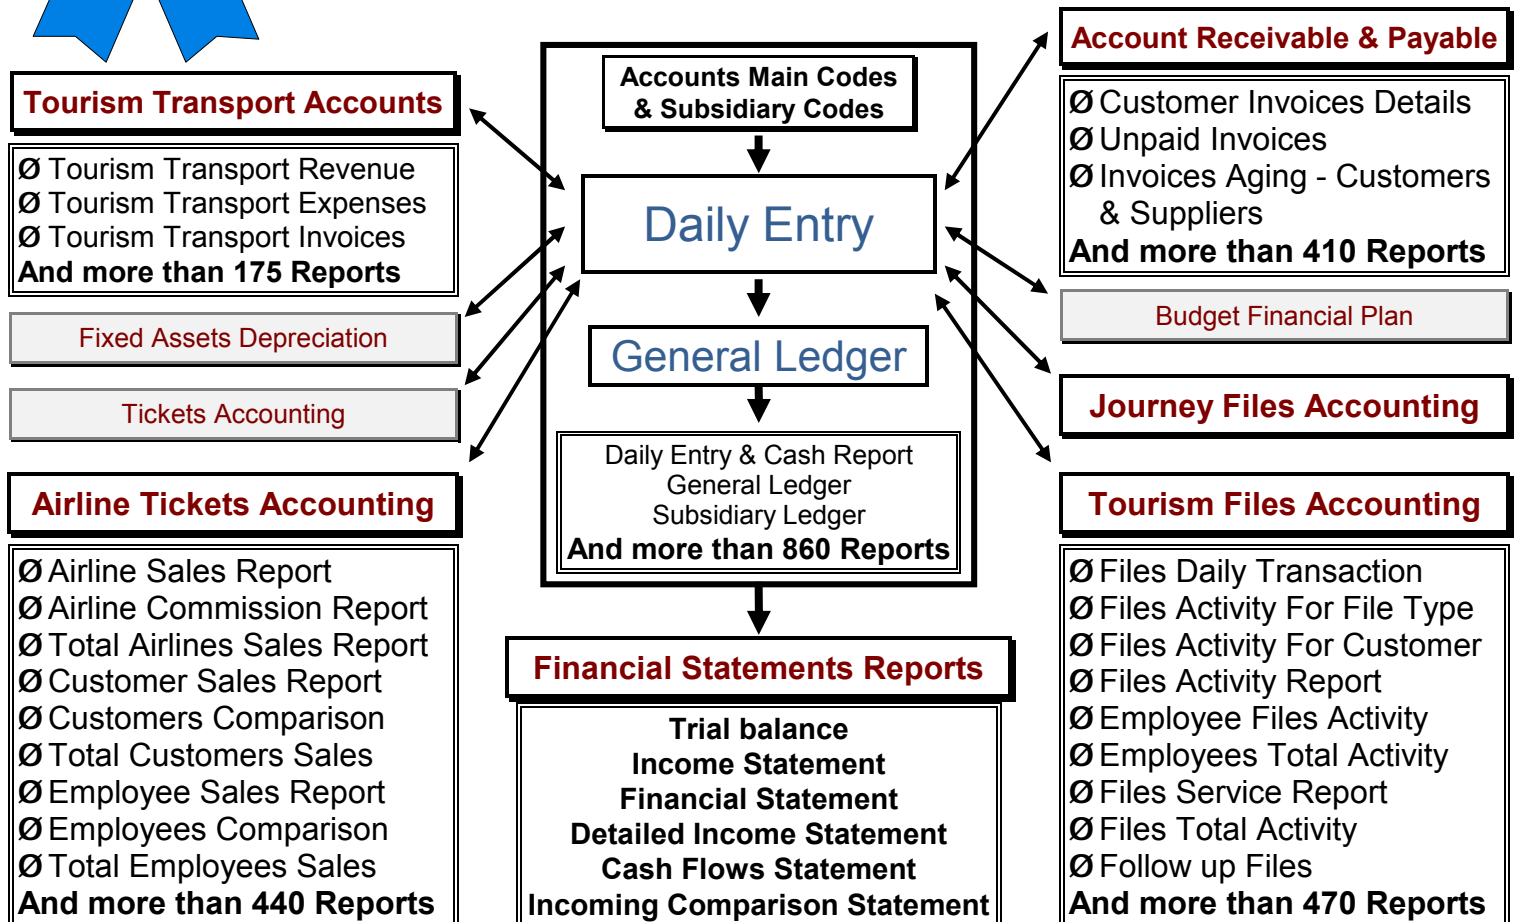 Tourism Transport Accounts
Ø Tourism Transport Revenue
Ø Tourism Transport Expenses
Ø Tourism Transport Invoices
And more than 175 Reports
Fixed Assets Depreciation
Tickets Accounting
Airline Tickets Accounting
Ø Airline Sales Report
Ø Airline Commission Report
Ø Total Airlines Sales Report
Ø Customer Sales Report
Ø Customers Comparison
Ø Total Customers Sales
Ø Employee Sales Report
Ø Employees Comparison
Ø Total Employees Sales
And more than 440 Reports
Accounts Main Codes
& Subsidiary Codes
Daily Entry
General Ledger
Daily Entry & Cash Report
General Ledger
Subsidiary Ledger
And more than 860 Reports
Financial Statements Reports
Trial balance
Income Statement
Financial Statement
Detailed Income Statement
Cash Flows Statement
Incoming Comparison Statement
Account Receivable & Payable
Ø Customer Invoices Details
Ø Unpaid Invoices
Ø Invoices Aging - Customers
& Suppliers
And more than 410 Reports
Budget Financial Plan
Journey Files Accounting
Tourism Files Accounting
Ø Files Daily Transaction
Ø Files Activity For File Type
Ø Files Activity For Customer
Ø Files Activity Report
Ø Employee Files Activity
Ø Employees Total Activity
Ø Files Service Report
Ø Files Total Activity
Ø Follow up Files
And more than 470 Reports